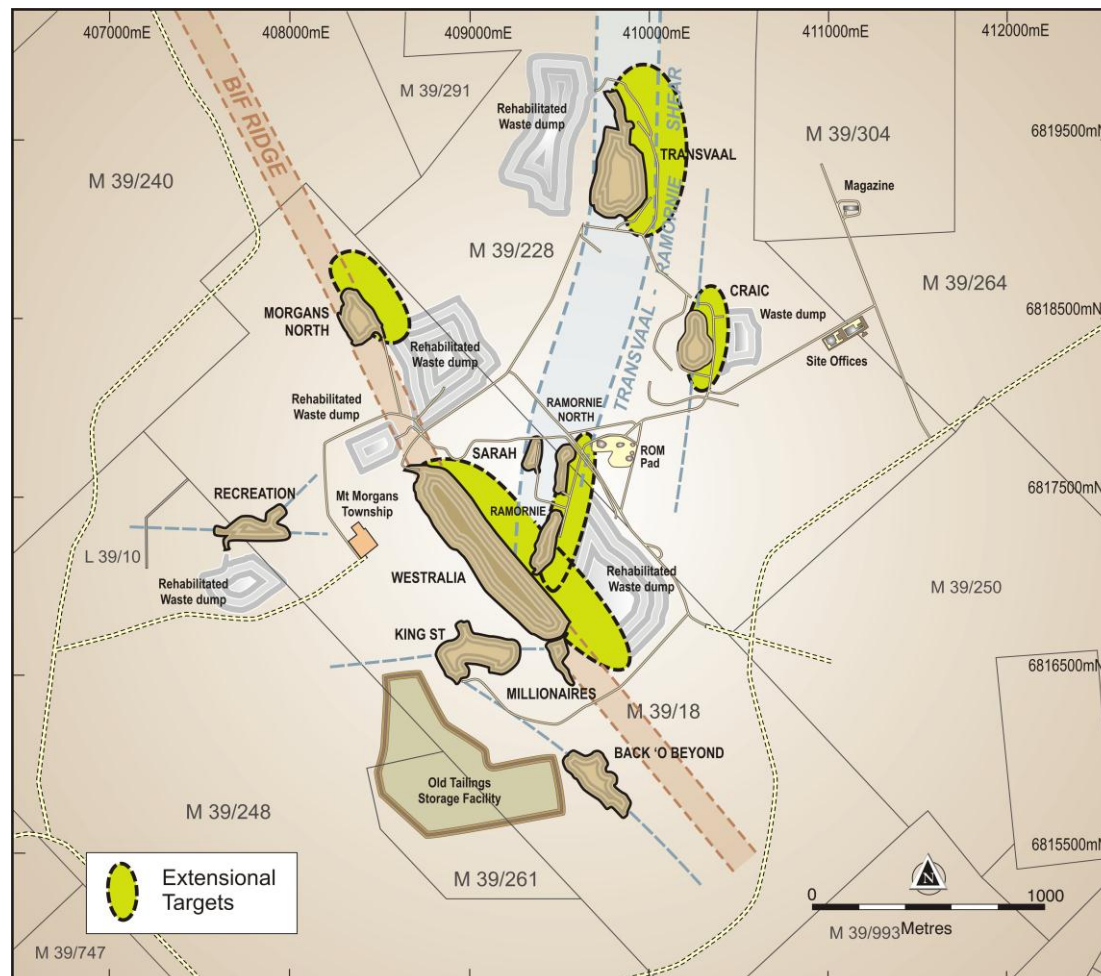 407000mE
408000mE
409000mE
410000mE
411000mE
412000mE
BIF RIDGE
M 39/291
Rehabilitated
Waste dump
TRANSVAAL - RAMORNIE SHEAR
TRANSVAAL
M 39/304
6819500mN
M 39/240
Magazine
M 39/228
M 39/264
CRAIC
MORGANS
NORTH
Waste dump
6818500mN
Rehabilitated
Waste dump
Site Offices
Rehabilitated
Waste dump
RAMORNIE
NORTH
SARAH
ROM
Pad
RECREATION
Mt Morgans
Township
6817500mN
RAMORNIE
L 39/10
Rehabilitated
Waste dump
WESTRALIA
Rehabilitated
Waste dump
M 39/250
KING ST
6816500mN
MILLIONAIRES
M 39/18
BACK 'O BEYOND
Old Tailings
Storage Facility
M 39/248
6815500mN
Extensional
Targets
M 39/261
N
0
1000
Metres
M 39/993
M 39/747